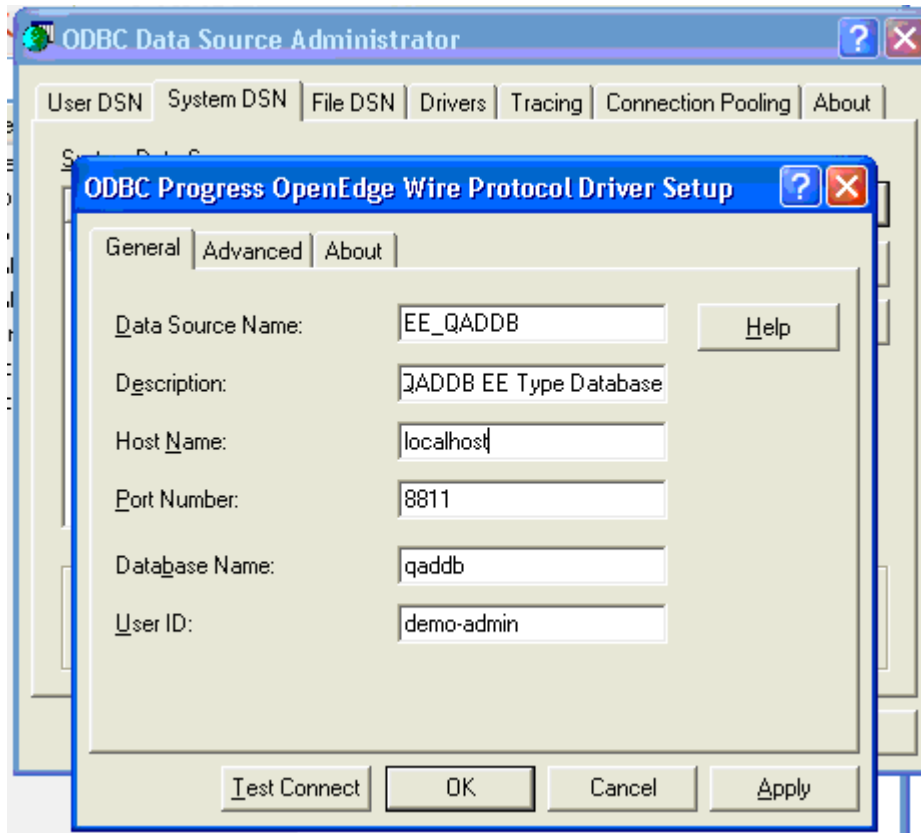 ODBC Data Source Administrator
User DSN System DSN File DSN Drivers Tracing Connection Pooling About
ODBC Progress OpenEdge Wire Protocol Driver Setup
General Advanced About
Data Source Name: EE_QADDB Help
Description: QADDB EE Type Database
Host Name: localhost
Port Number: 8811
Database Name: qaddb
User ID: demo-admin
Test Connect OK Cancel Apply